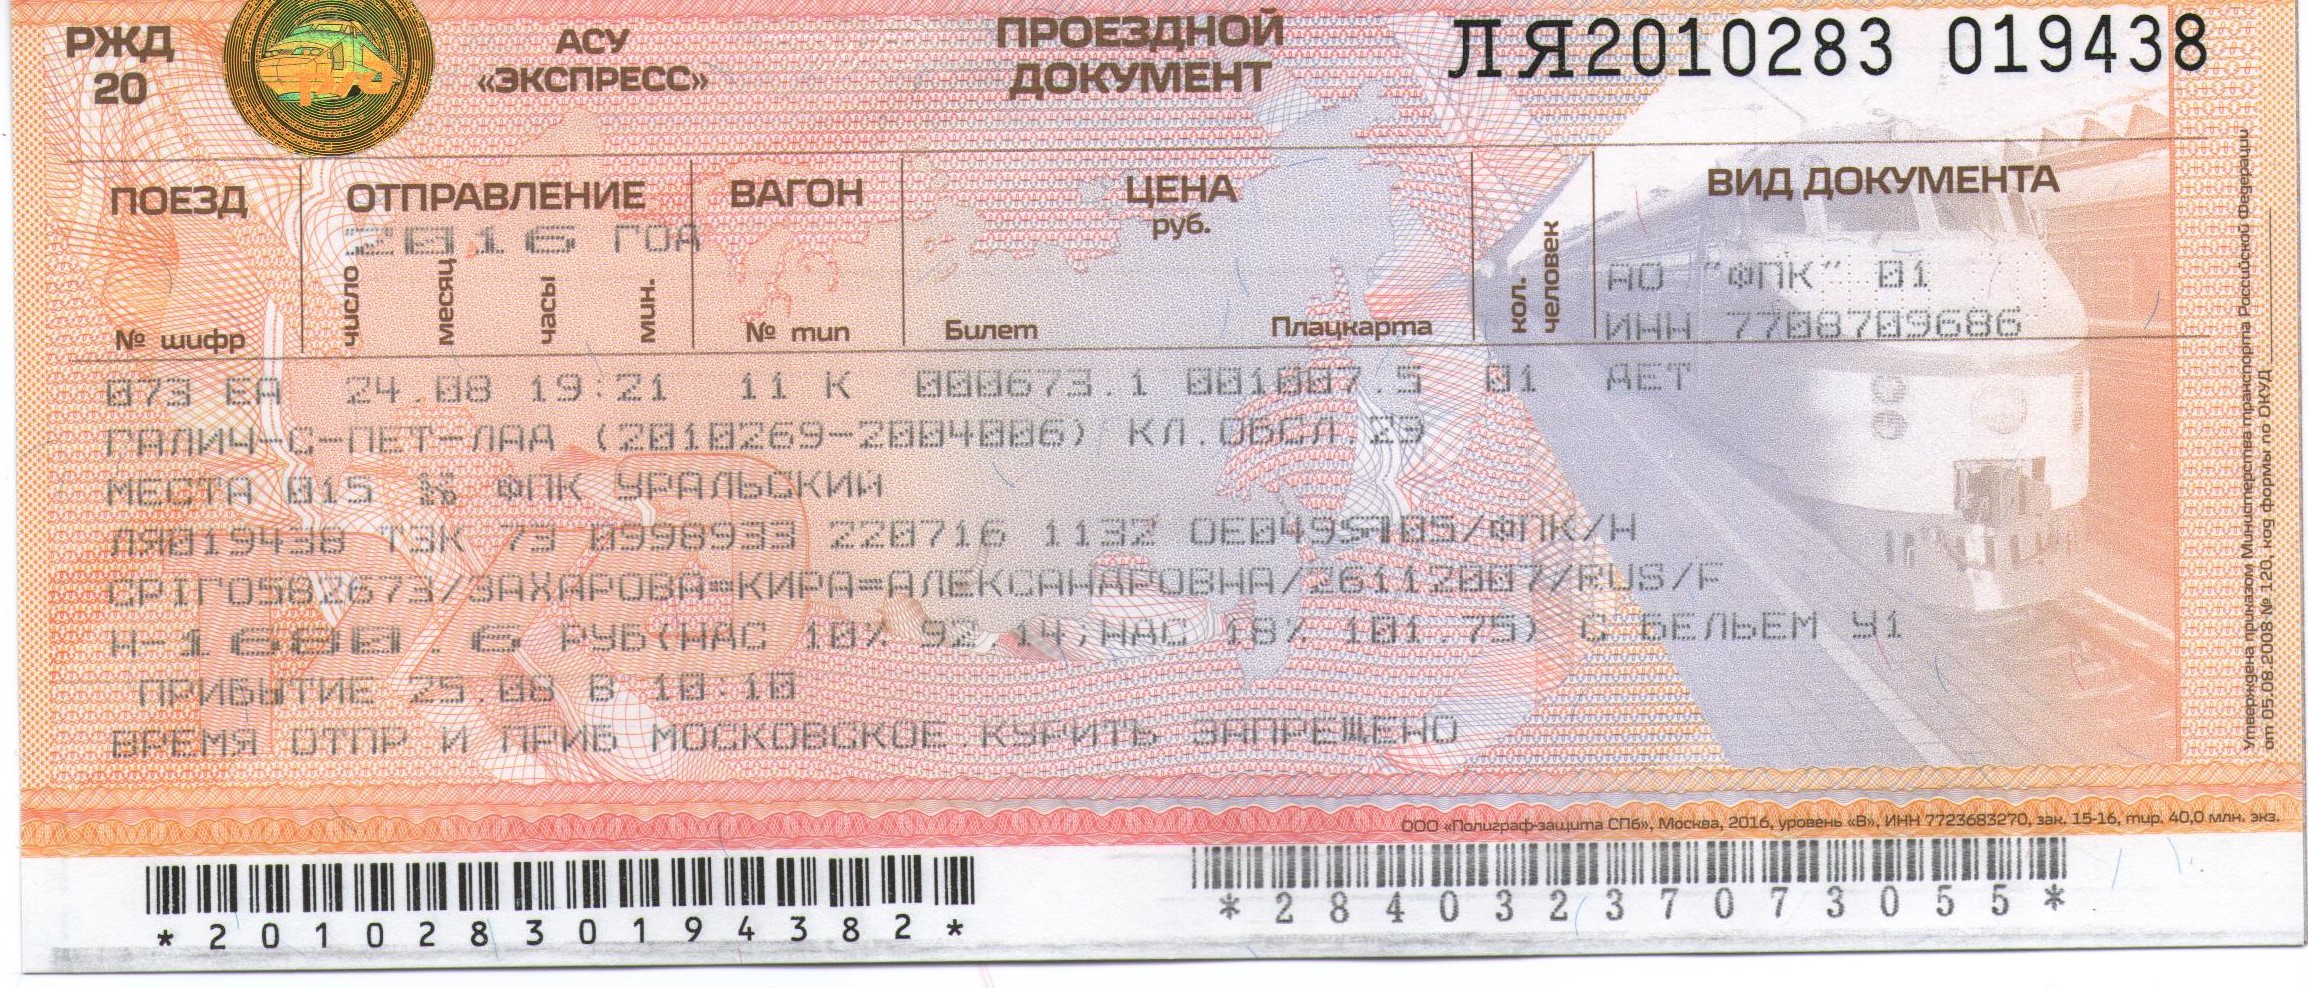 РЖД
20
АСУ
«ЭКСПРЕСС»
ПРОЕЗДНОЙ
ДОКУМЕНТ
ЛЯ2010283 019438
ПОЕЗД ОТПРАВЛЕНИЕ ВАГОН ЦЕНА ВИД ДОКУМЕНТА
руб.
2016 ГОД
№ шифр число месяц часы мин. № тип Билет Плацкарта кол. человек
АО "ФПК" 01
ИНН 7708709686
073 ЕА 24.08 19:21 11 К 000673.1 001007.5 01 ДЕТ
ГАЛИЧ-С-ПЕТ-ЛАД (2010269-2004006) КЛ.ОБСЛ.2Э
МЕСТА 015 ФПК УРАЛЬСКИЙ
ЛЯ019438 ТЭК 73 0998933 220716 1132 /ФПК/Н
СРІГО582673/ЗАХАРОВА=КИРА=АЛЕКСАНДРОВНА/26112007/RUS/F
Н-1680.6 РУБ(НДС 10% 92.14;НДС 18% 101.75) С БЕЛЬЕМ У1
ПРИБЫТИЕ 25.08 В 10:10
ВРЕМЯ ОТПР И ПРИБ МОСКОВСКОЕ.КУРИТЬ ЗАПРЕЩЕНО
Утверждена приказом Министерства транспорта Российской Федерации
от 05.08.2008 № 120, код формы по ОКУД
ООО «Полиграф-защита СПб», Москва, 2016, уровень «В», ИНН 7723683270, зак. 15-16, тир. 40,0 млн. экз.
*20102830194382*
*284032370730 55*